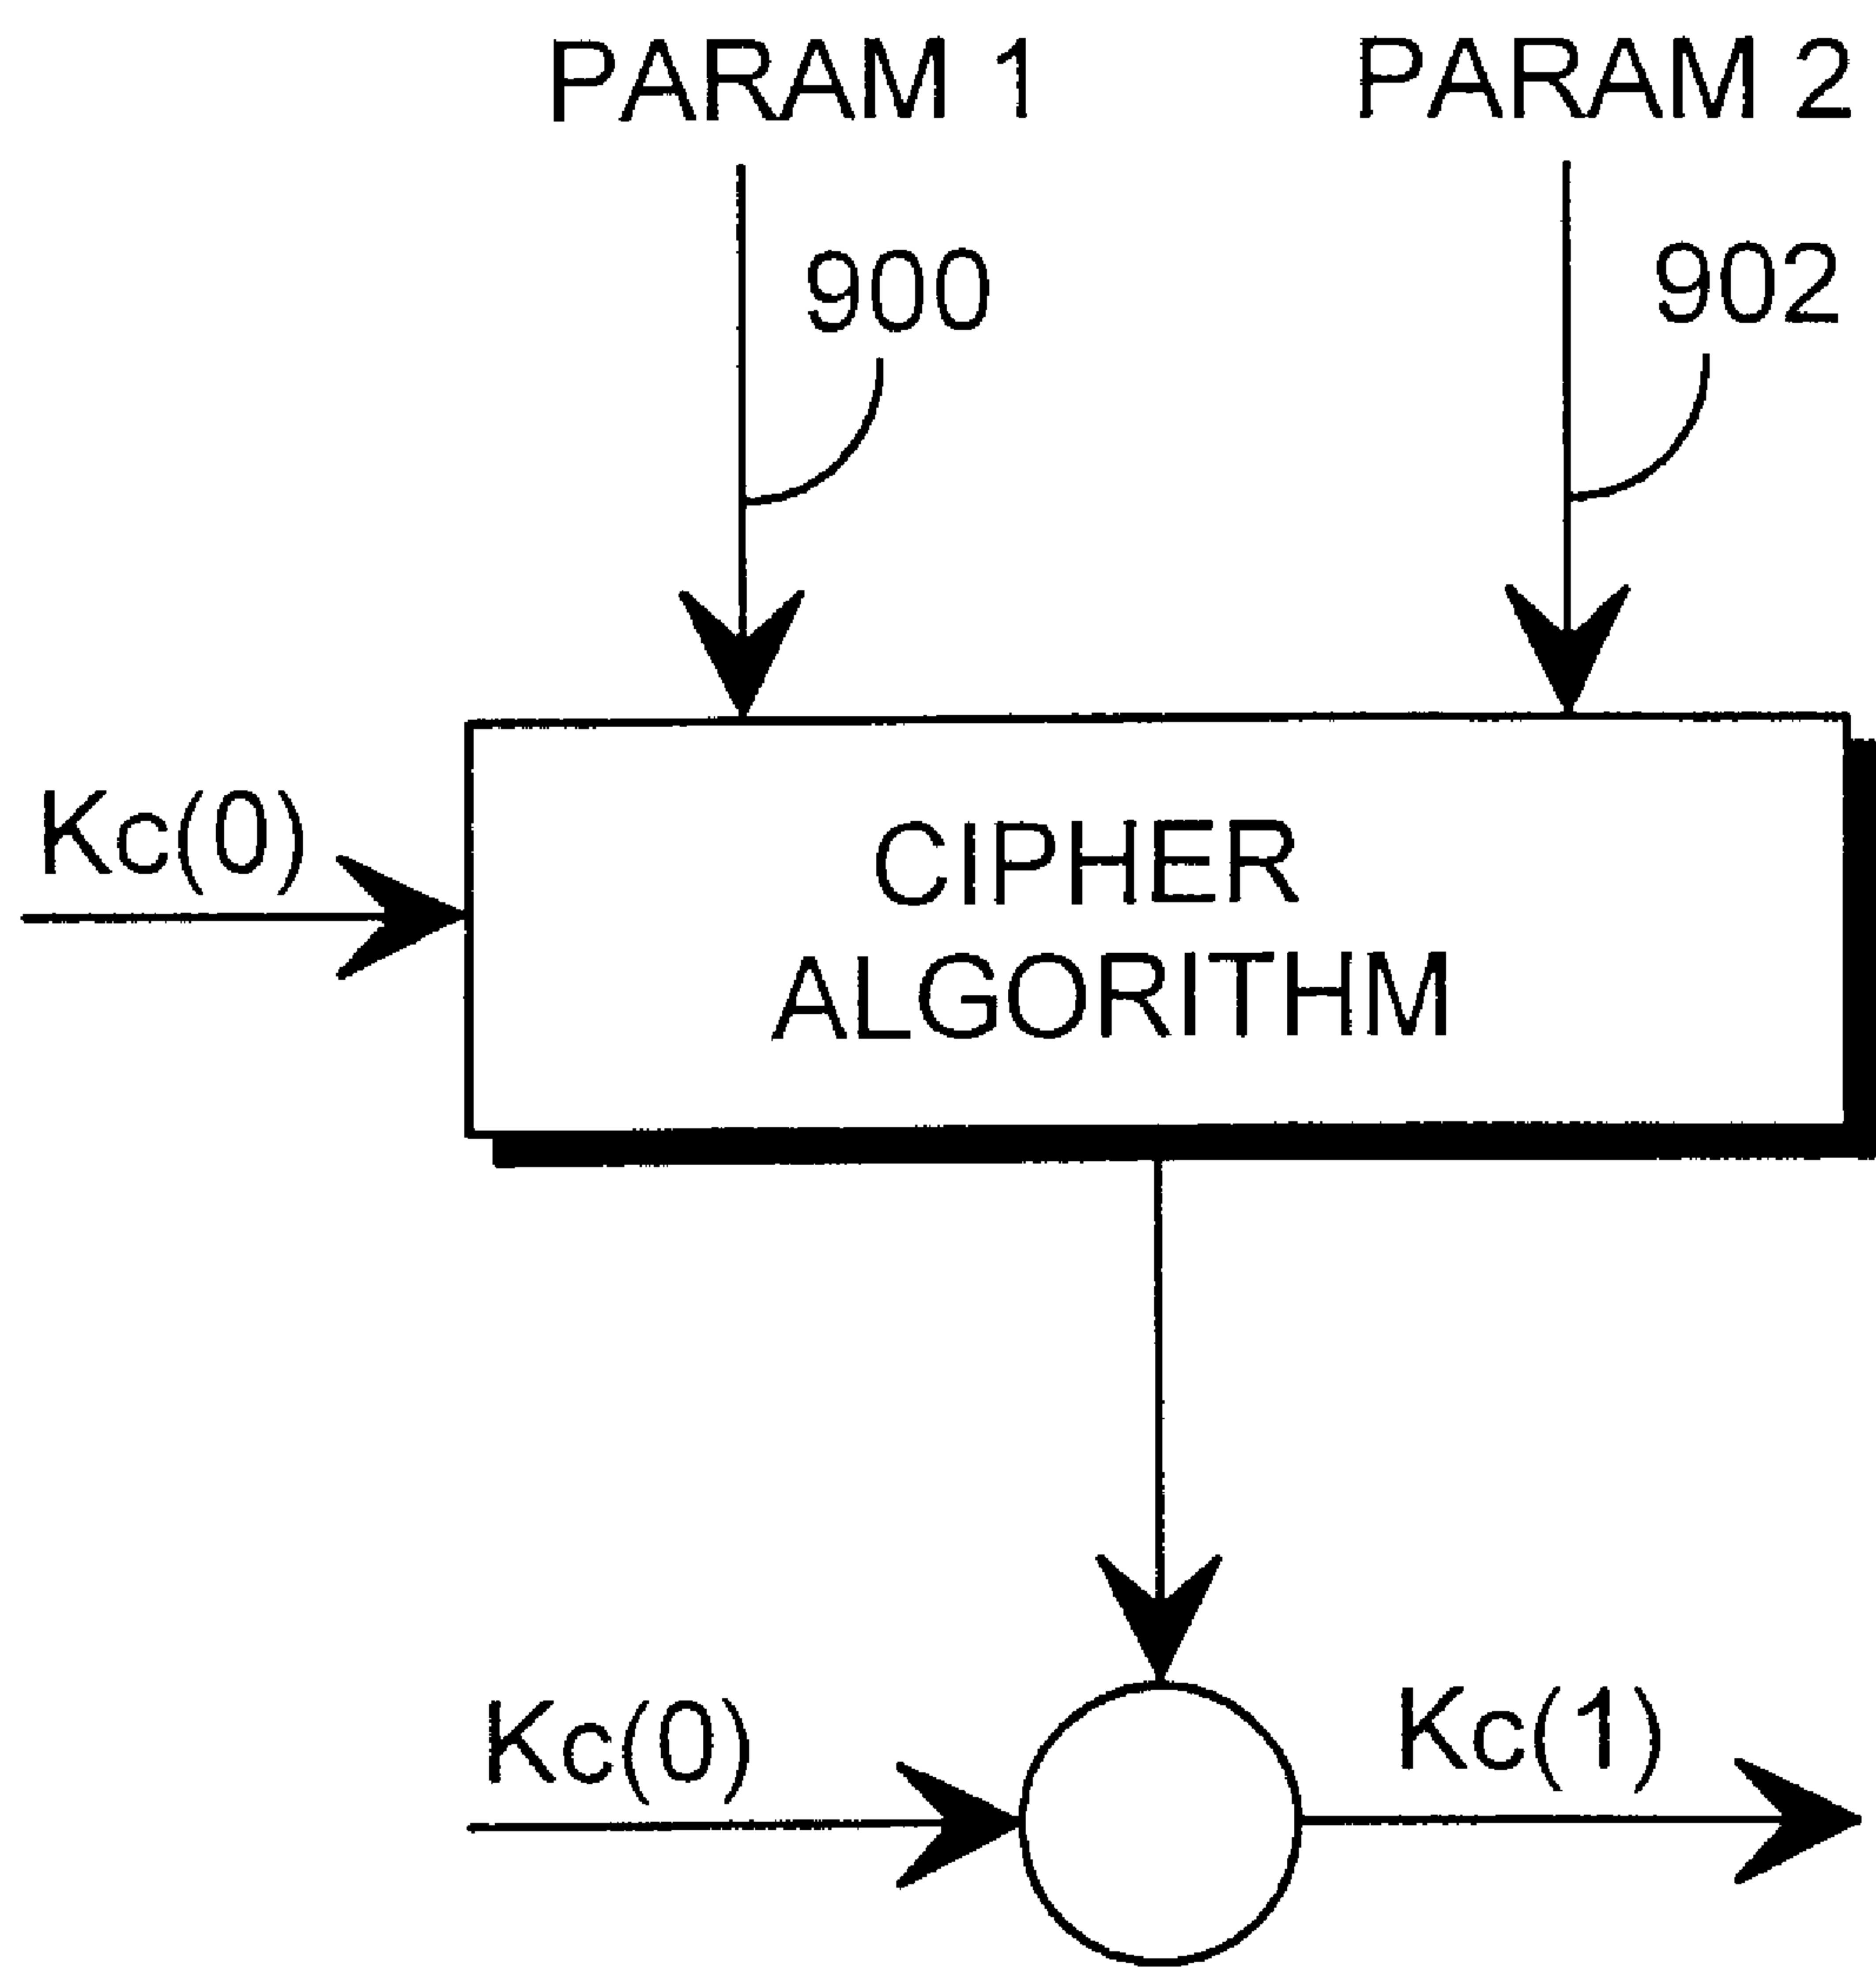 PARAM 1 PARAM 2
900 902
Kc(0)
CIPHER
ALGORITHM
Kc(0) Kc(1)